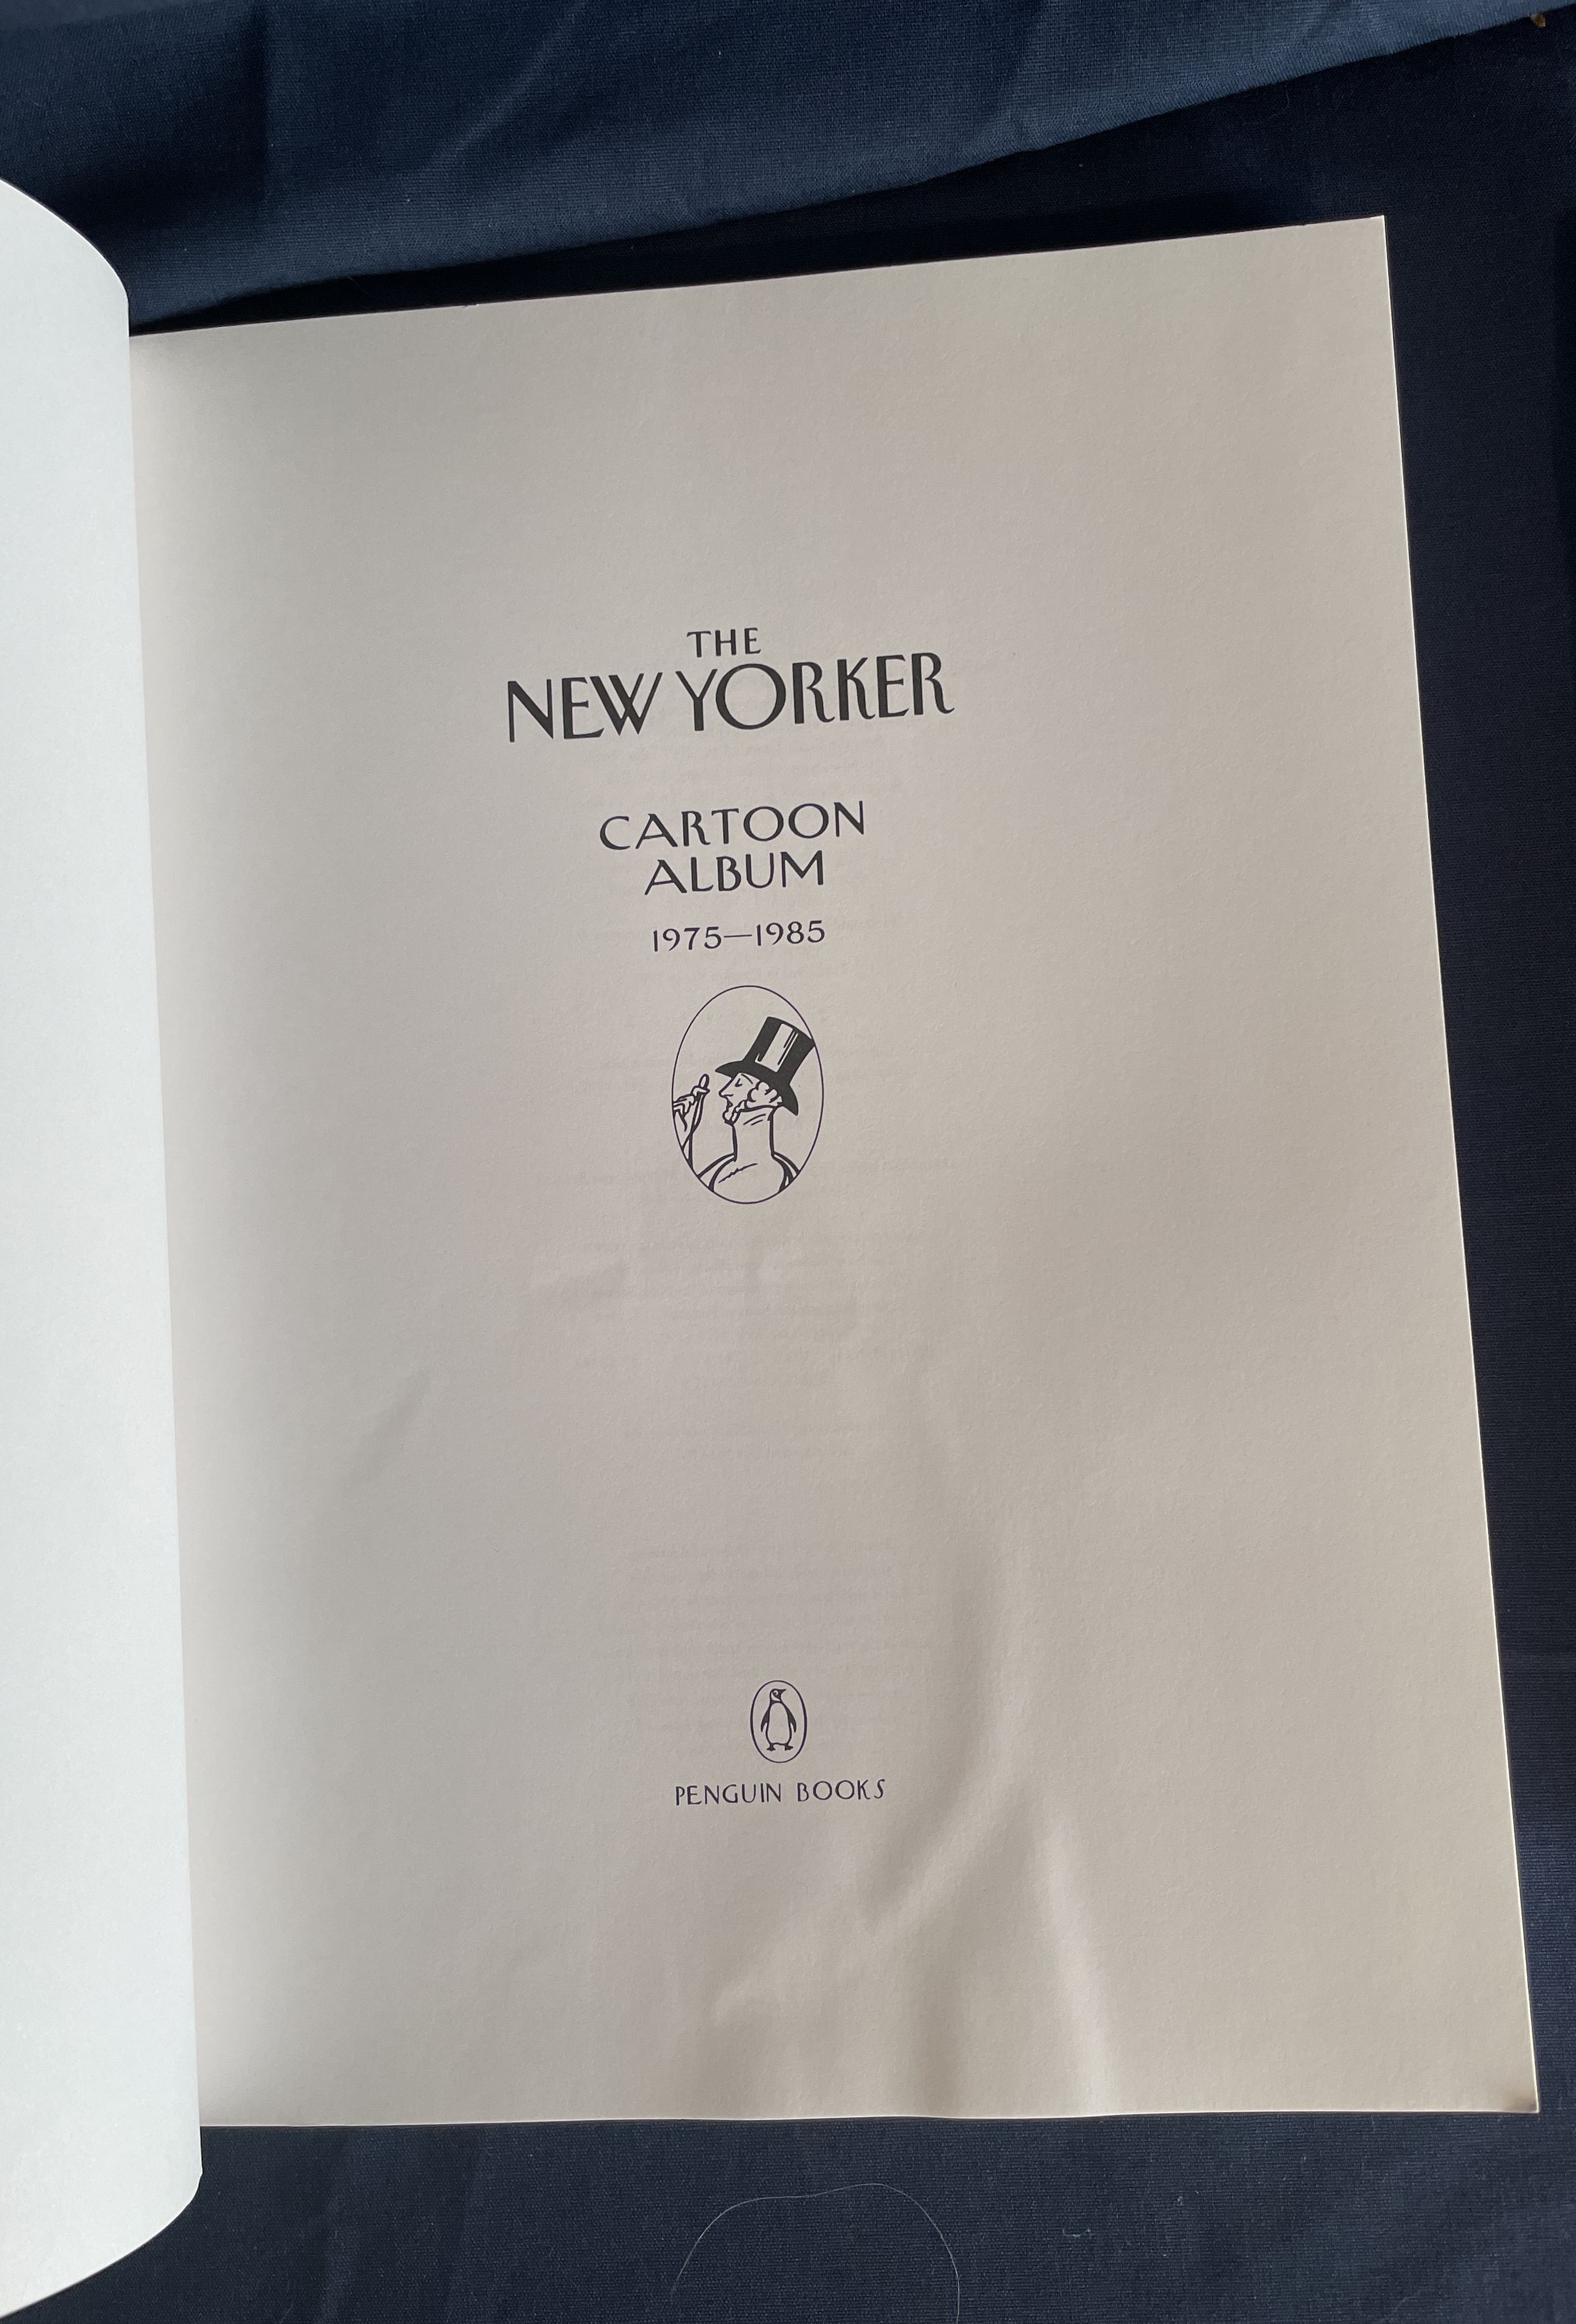 THE
NEW YORKER
CARTOON
ALBUM
1975—1985
PENGUIN BOOKS